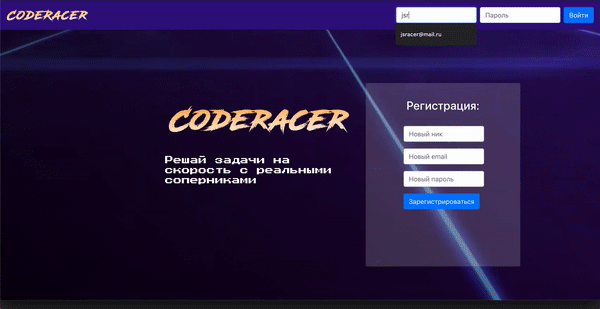 CODERACER
jsr
Пароль
Войти
jsracer@mail.ru
CODERACER
Решай задачи на
скорость с реальными
соперниками
Регистрация:
Новый ник
Новый email
Новый пароль
Зарегистрироваться